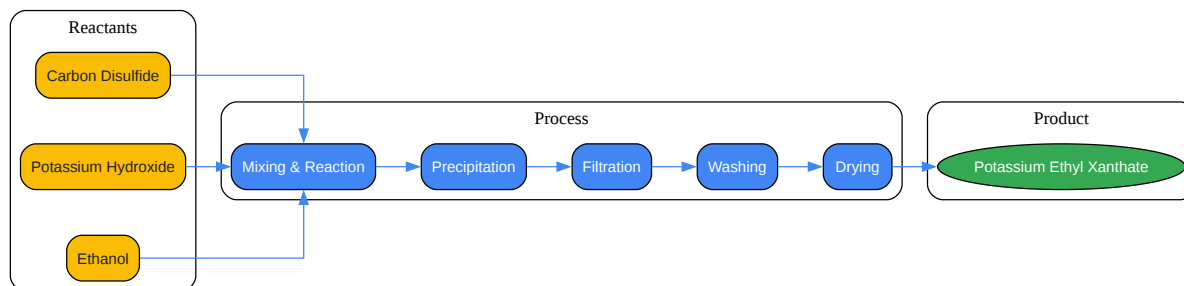 Reactants
Carbon Disulfide
Potassium Hydroxide
Ethanol
Process
Mixing & Reaction
Precipitation
Filtration
Washing
Drying
Product
Potassium Ethyl Xanthate